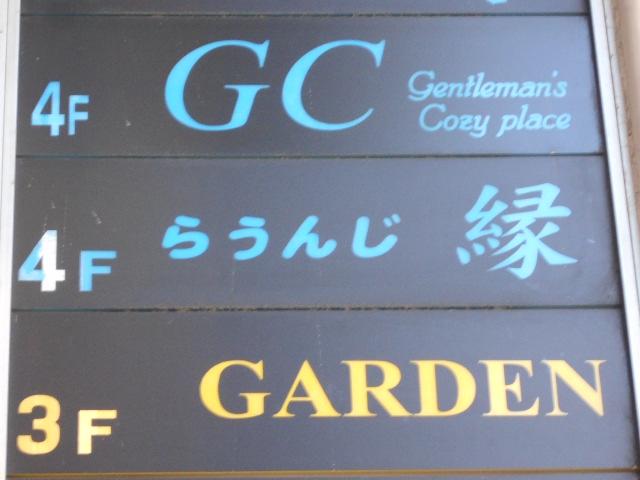 4F GC Gentleman's
Cozy place
4F らうんじ 縁
3F GARDEN